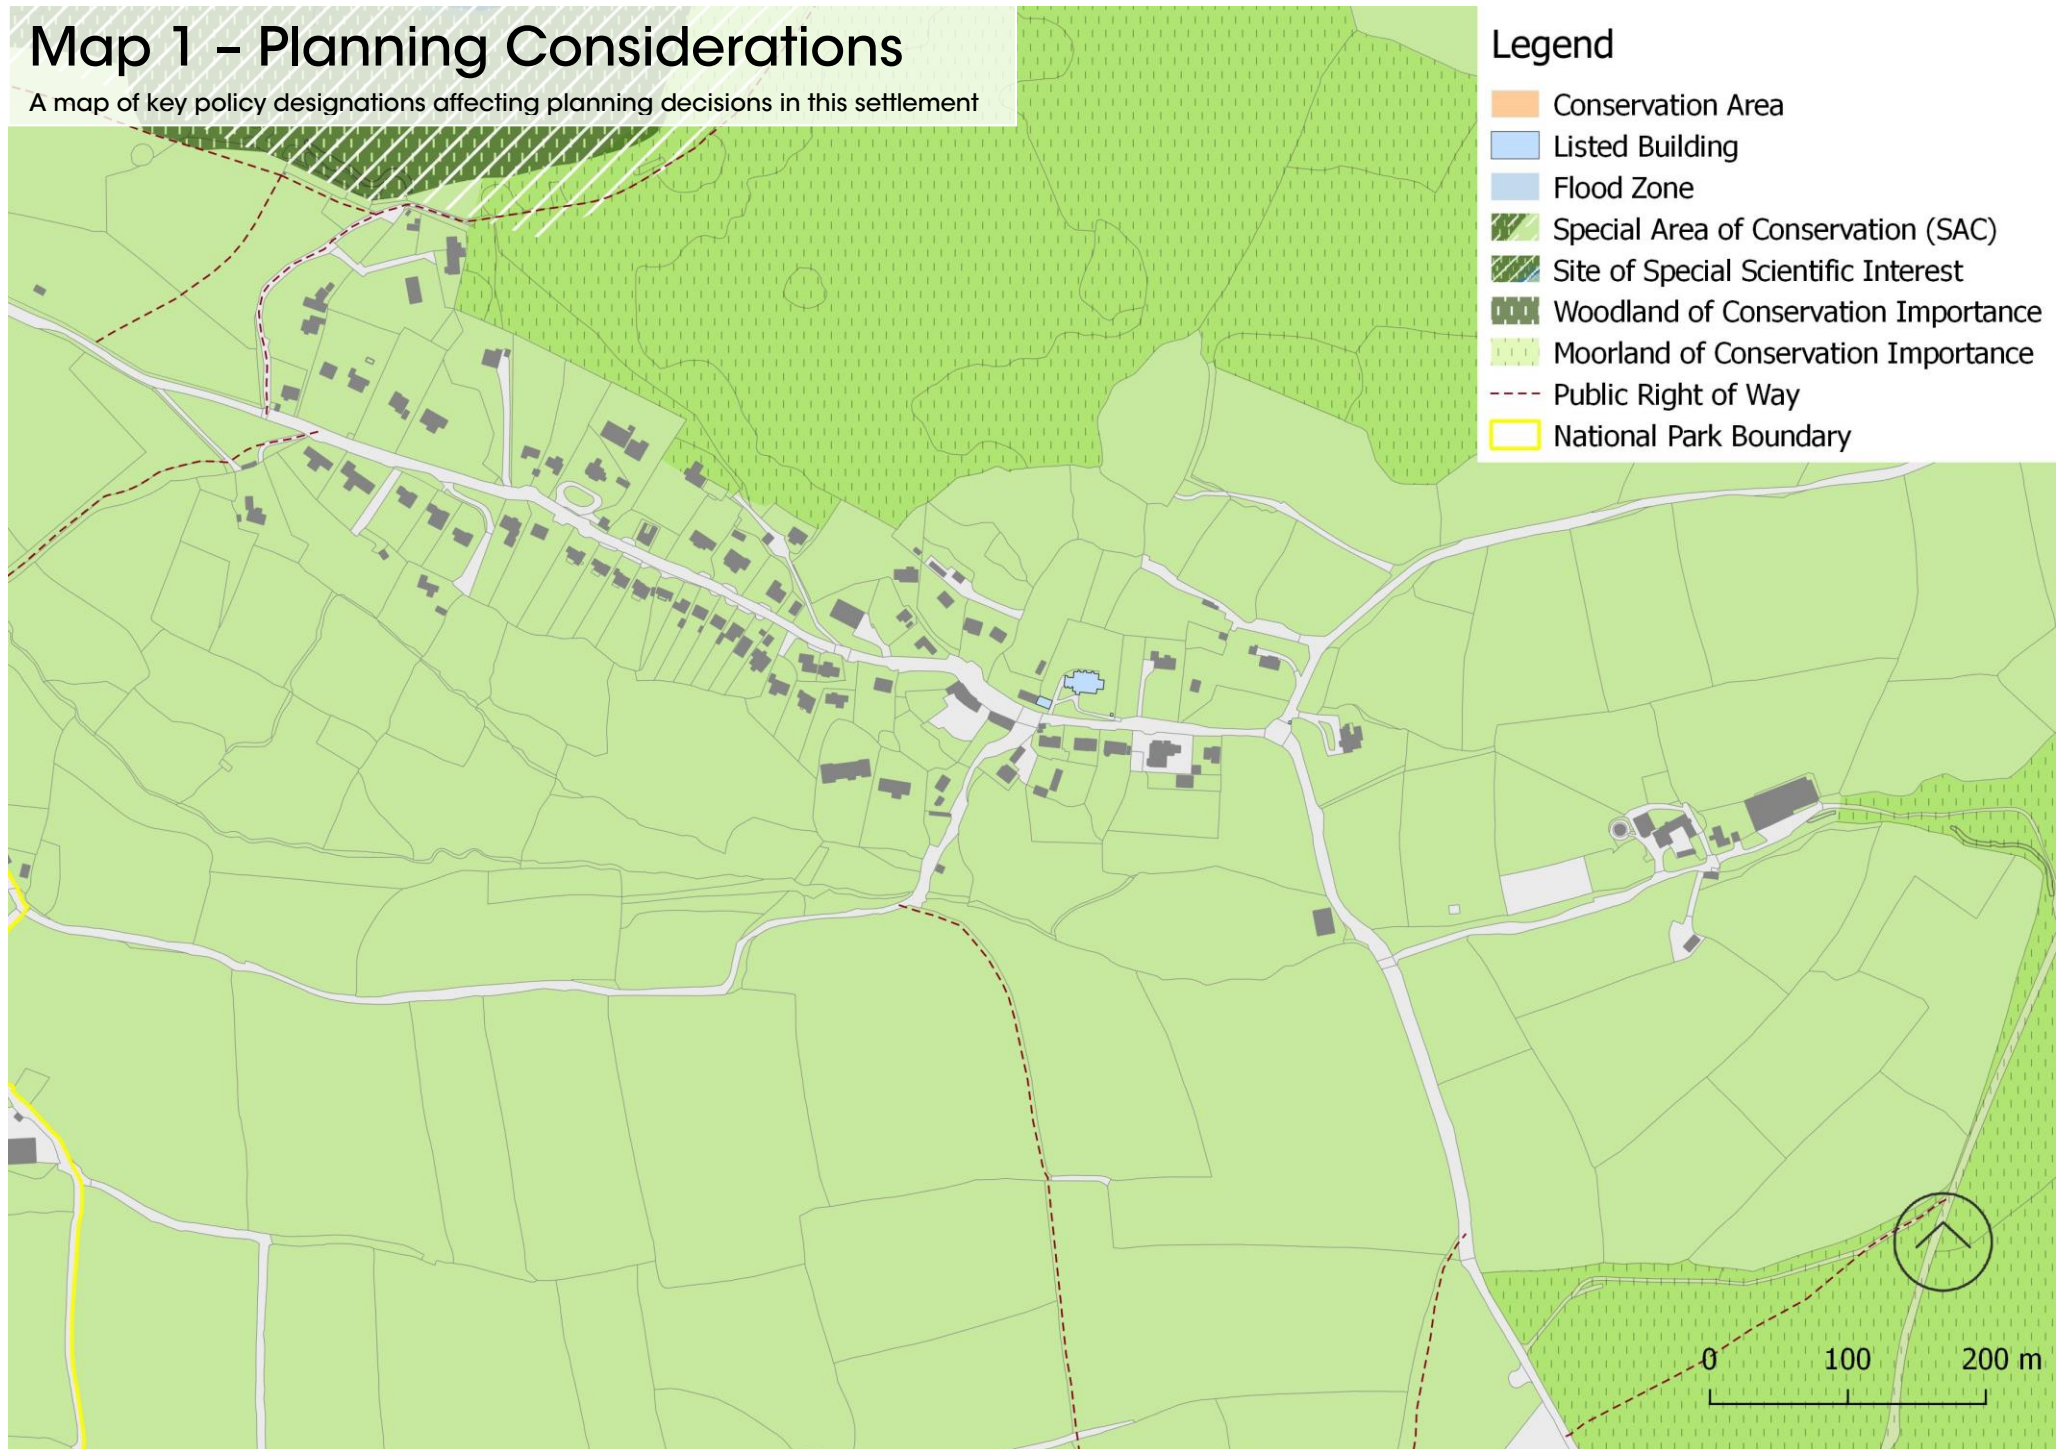 Map 1 – Planning Considerations
A map of key policy designations affecting planning decisions in this settlement
Legend
Conservation Area
Listed Building
Flood Zone
Special Area of Conservation (SAC)
Site of Special Scientific Interest
Woodland of Conservation Importance
Moorland of Conservation Importance
Public Right of Way
National Park Boundary
0 100 200 m